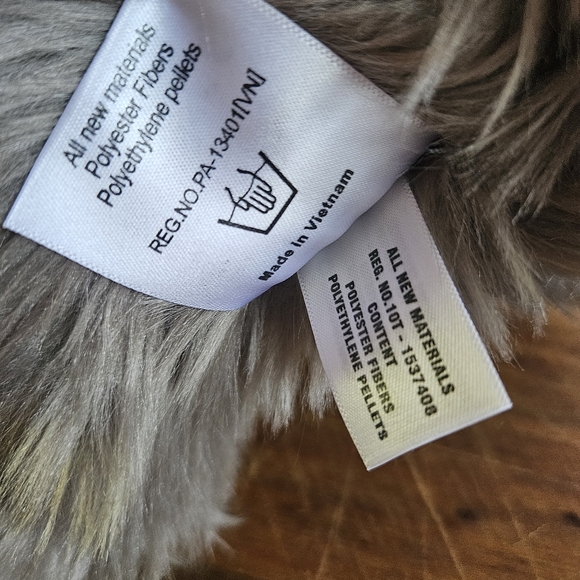 All new materials
Polyester Fibers
Polyethylene pellets
REG.NO.PA-13401[VN]
Made in Vietnam
ALL NEW MATERIALS
REG. NO.10T - 1537408
CONTENT
POLYESTER FIBERS
POLYETHYLENE PELLETS